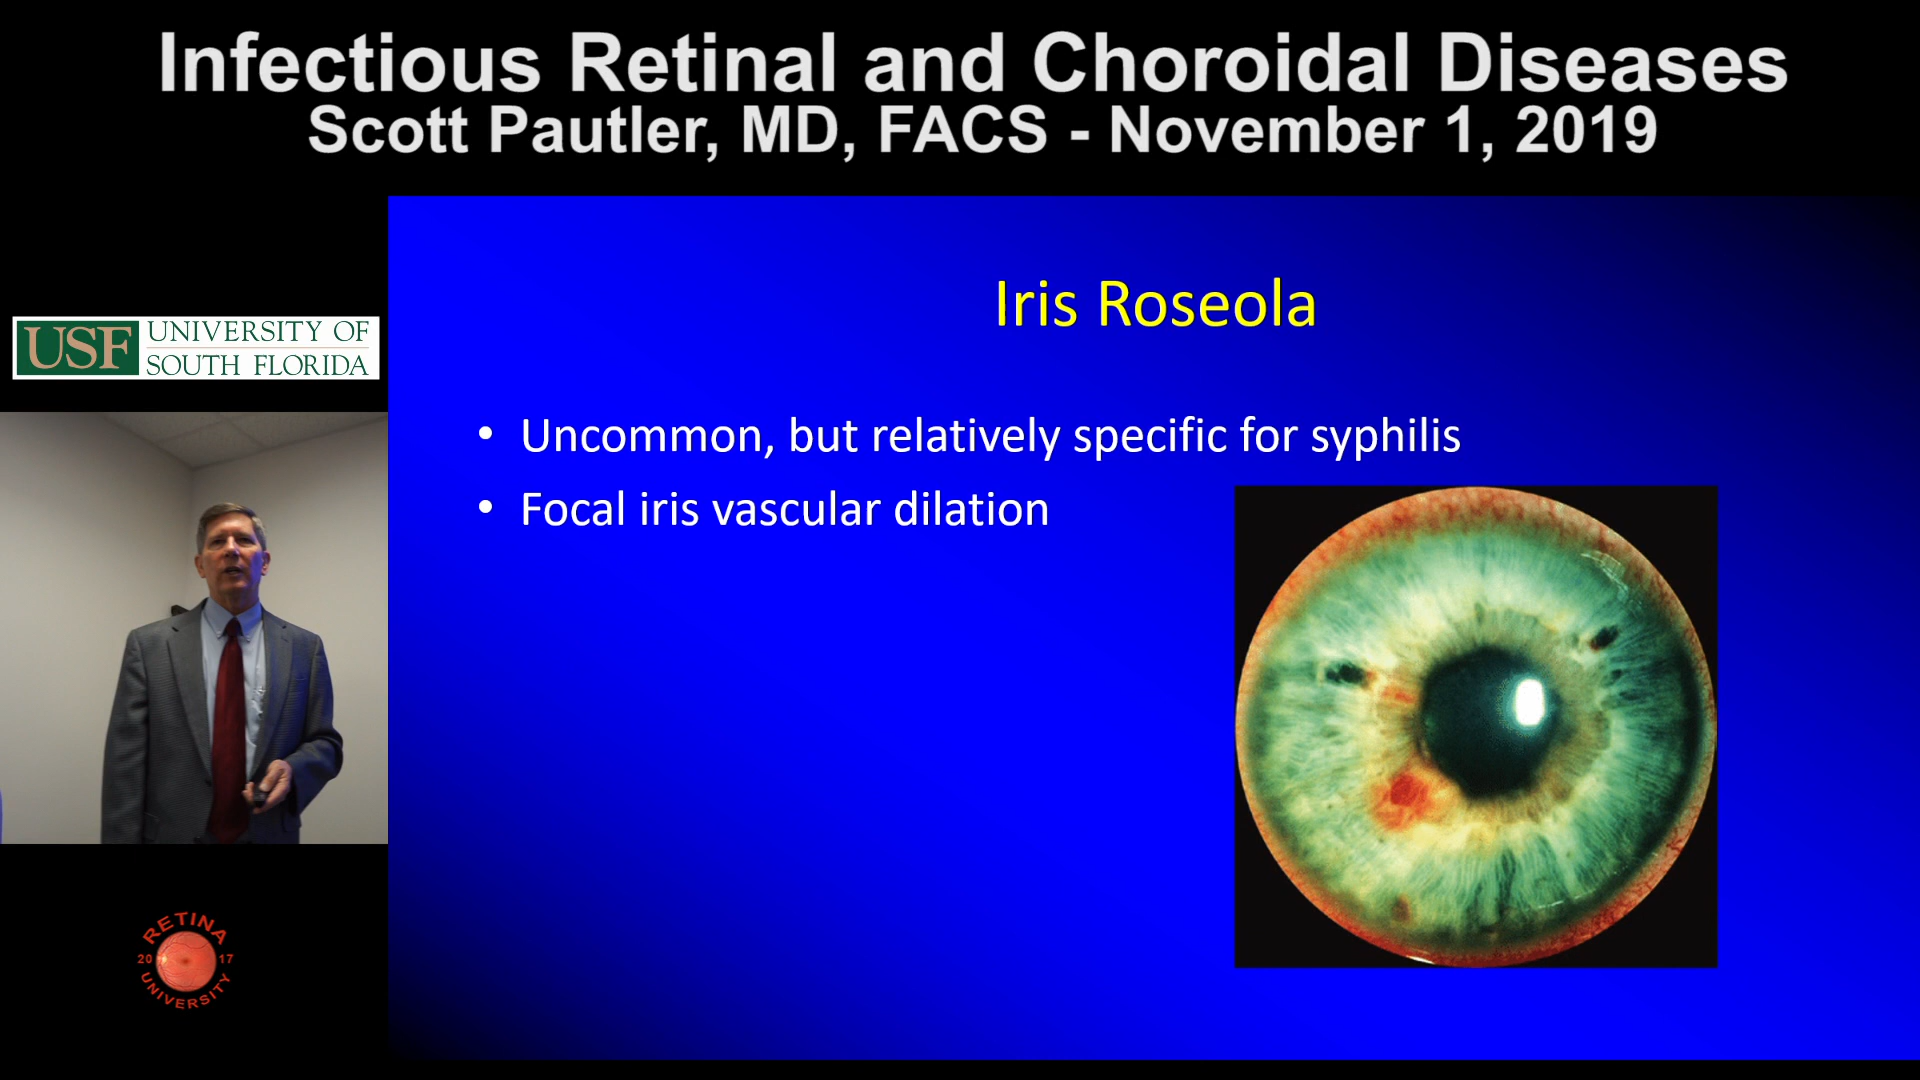 Infectious Retinal and Choroidal Diseases
Scott Pautler, MD, FACS - November 1, 2019
USF UNIVERSITY OF
SOUTH FLORIDA
Iris Roseola
• Uncommon, but relatively specific for syphilis
• Focal iris vascular dilation
RETINA
20 17
UNIVERSITY